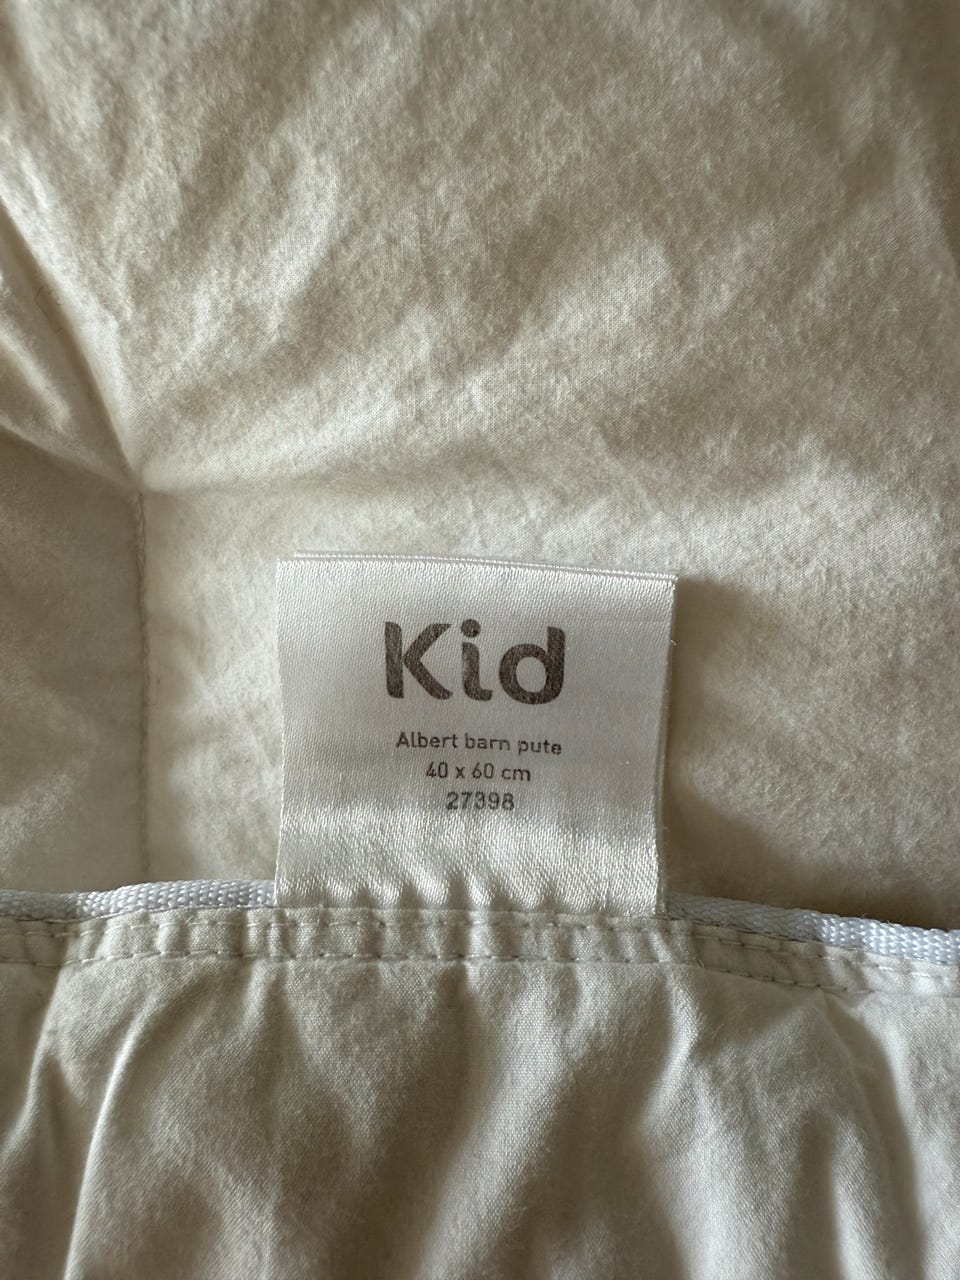 Kid
Albert barn pute
40 x 60 cm
27398